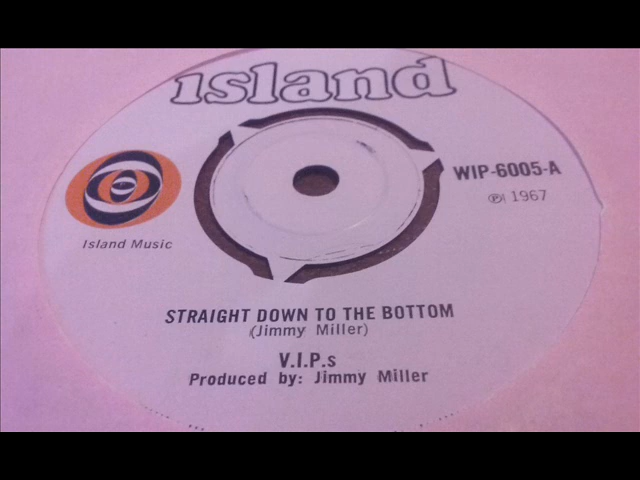 island
WIP-6005-A
℗ 1967
Island Music
STRAIGHT DOWN TO THE BOTTOM
(Jimmy Miller)
V.I.P.s
Produced by: Jimmy Miller